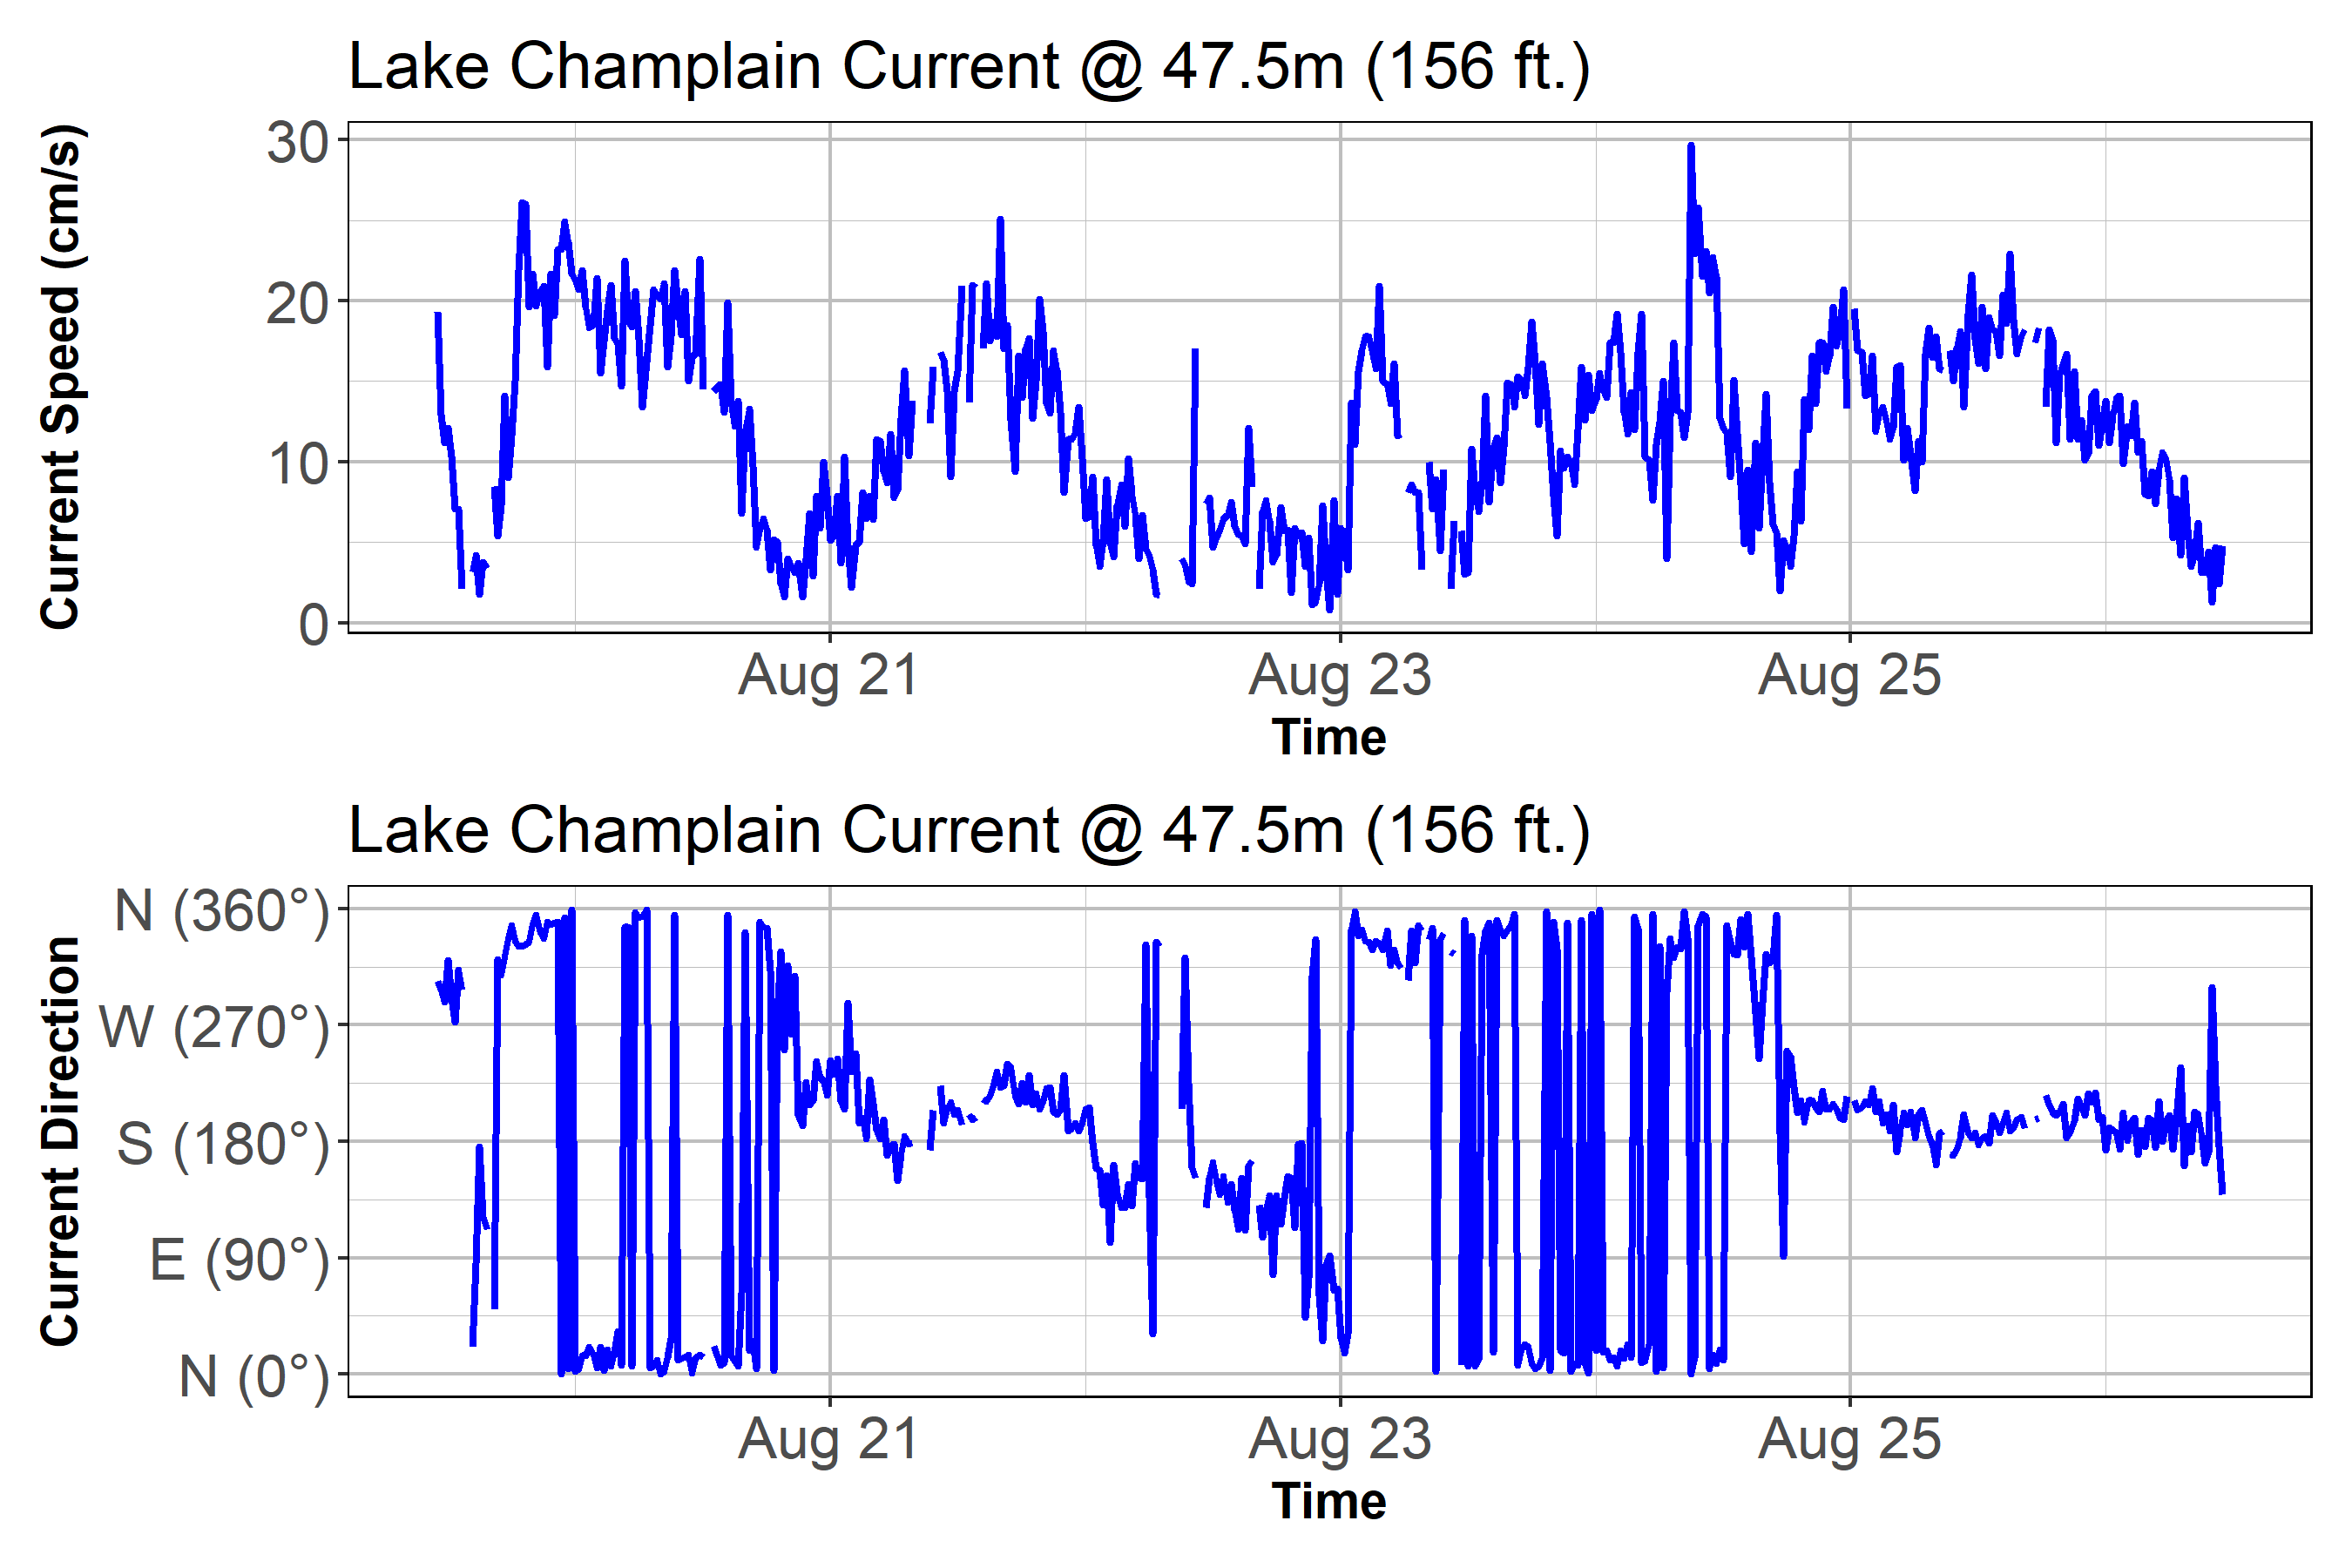 Lake Champlain Current @ 47.5m (156 ft.)
Current Speed (cm/s)
30
20
10
0
Aug 21 Aug 23 Aug 25
Time
Lake Champlain Current @ 47.5m (156 ft.)
Current Direction
N (360°)
W (270°)
S (180°)
E (90°)
N (0°)
Aug 21 Aug 23 Aug 25
Time